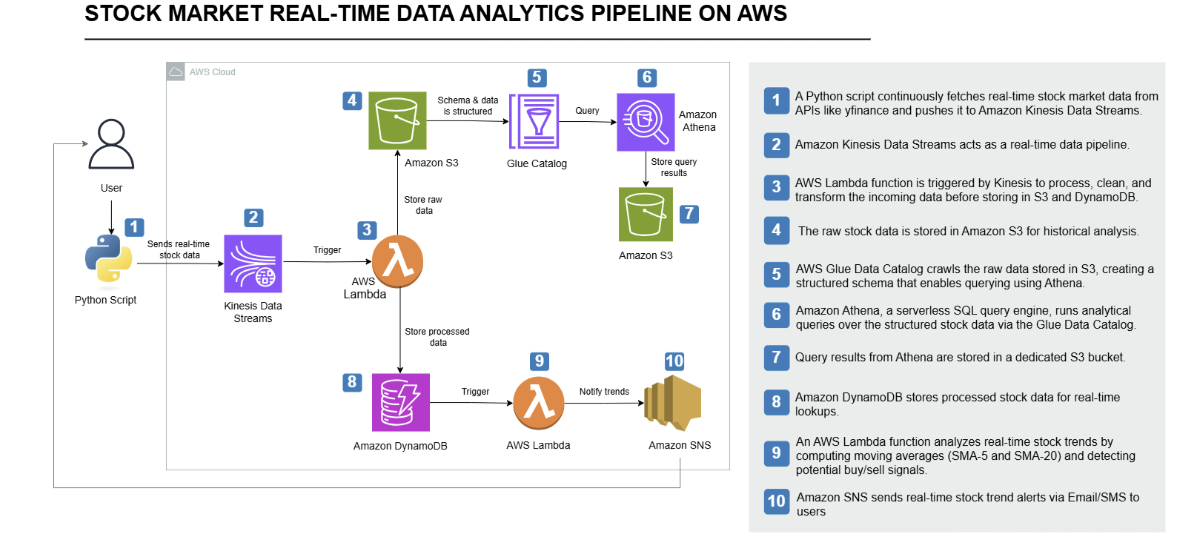 STOCK MARKET REAL-TIME DATA ANALYTICS PIPELINE ON AWS
AWS Cloud
User
1
Python Script
Sends real-time
stock data
2
Kinesis Data
Streams
Trigger
3
AWS
Lambda
Store raw
data
4
Amazon S3
Schema & data
is structured
5
Glue Catalog
Query
6
Amazon
Athena
Store query
results
7
Amazon S3
Store processed
data
8
Amazon DynamoDB
Trigger
9
AWS Lambda
Notify trends
10
Amazon SNS
1
A Python script continuously fetches real-time stock market data from
APIs like yfinance and pushes it to Amazon Kinesis Data Streams.
2
Amazon Kinesis Data Streams acts as a real-time data pipeline.
3
AWS Lambda function is triggered by Kinesis to process, clean, and
transform the incoming data before storing in S3 and DynamoDB.
4
The raw stock data is stored in Amazon S3 for historical analysis.
5
AWS Glue Data Catalog crawls the raw data stored in S3, creating a
structured schema that enables querying using Athena.
6
Amazon Athena, a serverless SQL query engine, runs analytical
queries over the structured stock data via the Glue Data Catalog.
7
Query results from Athena are stored in a dedicated S3 bucket.
8
Amazon DynamoDB stores processed stock data for real-time
lookups.
9
An AWS Lambda function analyzes real-time stock trends by
computing moving averages (SMA-5 and SMA-20) and detecting
potential buy/sell signals.
10
Amazon SNS sends real-time stock trend alerts via Email/SMS to
users